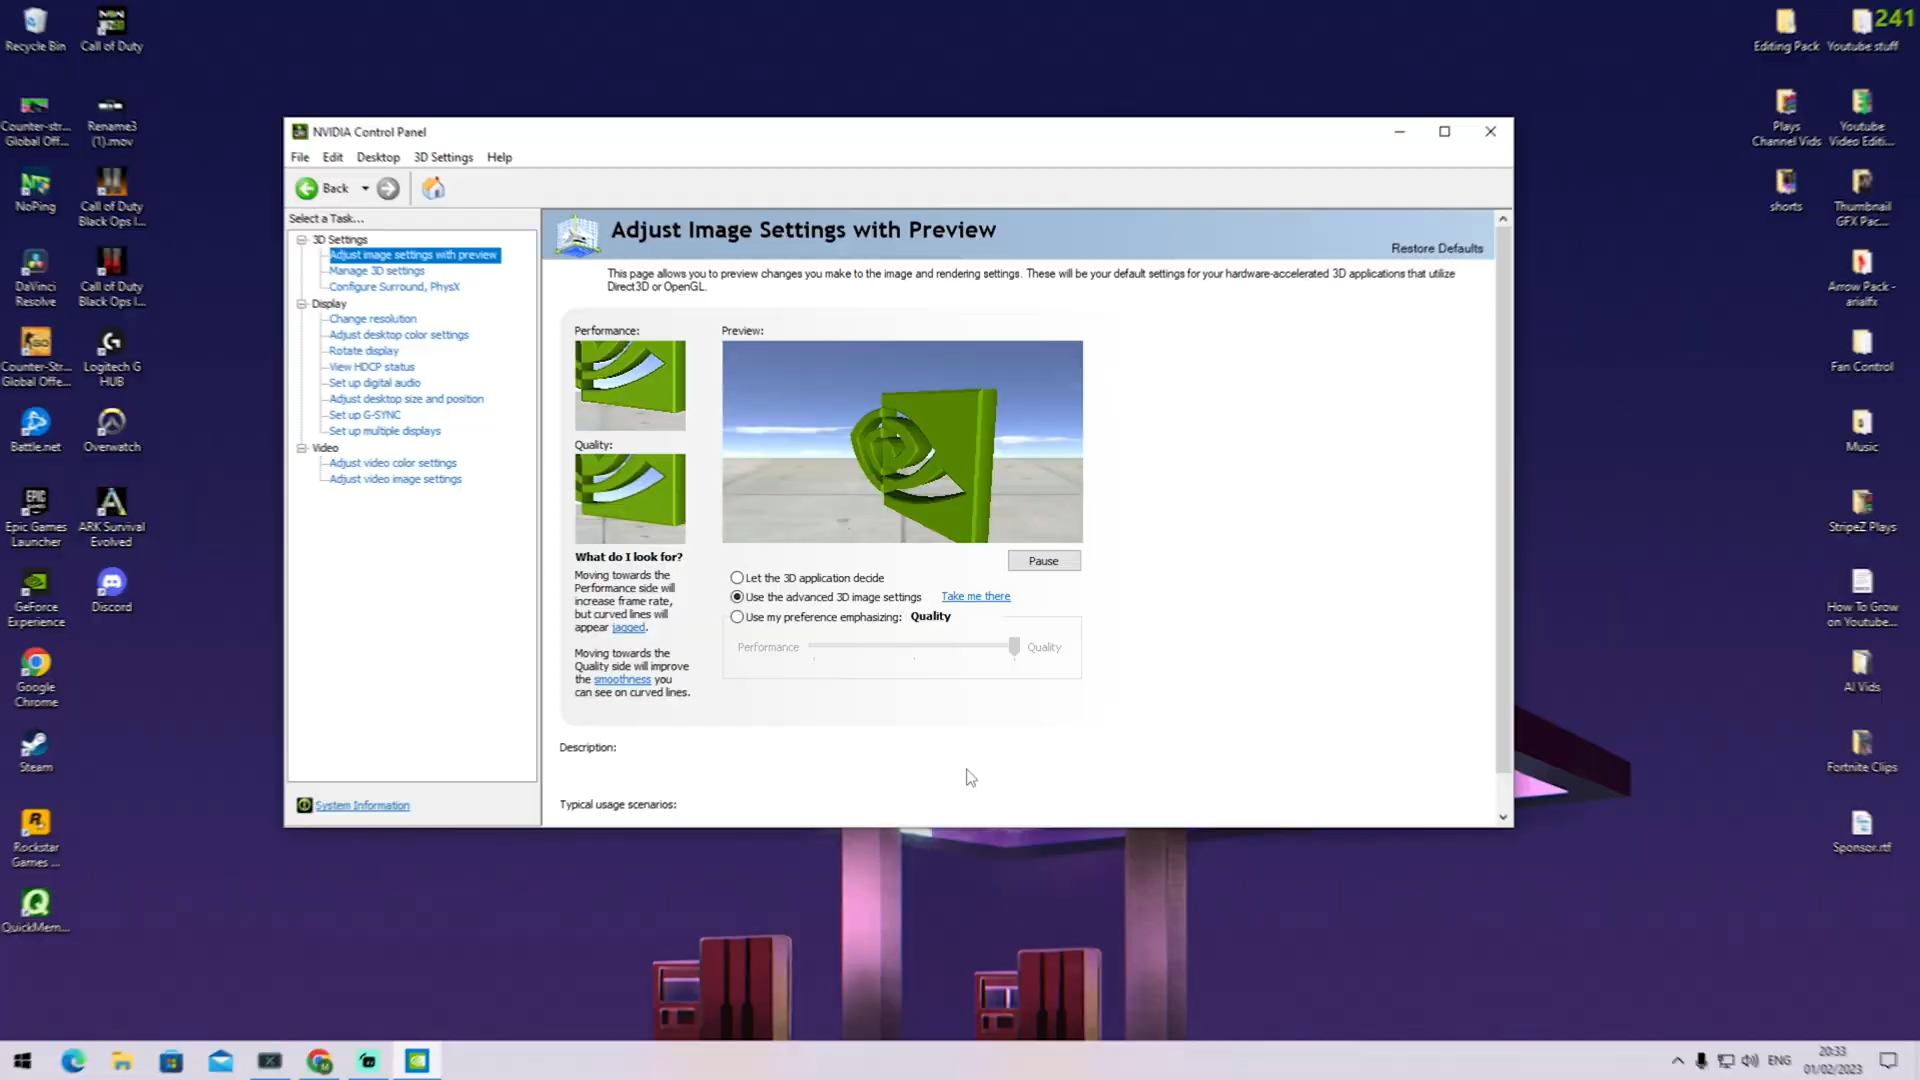 241
Recycle Bin
Call of Duty
Counter-str...
Global Off...
Rename3
(1).mov
NoPing
Call of Duty
Black Ops I...
DaVinci
Resolve
Call of Duty
Black Ops I...
Counter-Str...
Global Offe...
Logitech G
HUB
Battle.net
Overwatch
Epic Games
Launcher
ARK Survival
Evolved
GeForce
Experience
Discord
Google
Chrome
Steam
Rockstar
Games ...
QuickMem...
NVIDIA Control Panel
File Edit Desktop 3D Settings Help
Back
Select a Task...
3D Settings
Adjust image settings with preview
Manage 3D settings
Configure Surround, PhysX
Display
Change resolution
Adjust desktop color settings
Rotate display
View HDCP status
Set up digital audio
Adjust desktop size and position
Set up G-SYNC
Set up multiple displays
Video
Adjust video color settings
Adjust video image settings
System Information
Adjust Image Settings with Preview
Restore Defaults
This page allows you to preview changes you make to the image and rendering settings. These will be your default settings for your hardware-accelerated 3D applications that utilize
Direct3D or OpenGL.
Performance:
Quality:
What do I look for?
Moving towards the
Performance side will
increase frame rate,
but curved lines will
appear jagged.
Moving towards the
Quality side will improve
the smoothness you
can see on curved lines.
Preview:
Pause
Let the 3D application decide
Use the advanced 3D image settings Take me there
Use my preference emphasizing: Quality
Performance Quality
Description:
Typical usage scenarios:
Editing Pack
Youtube stuff
Plays
Channel Vids
Youtube
Video Editi...
shorts
Thumbnail
GFX Pac...
Arrow Pack -
arialfx
Fan Control
Music
StripeZ Plays
How To Grow
on Youtube...
AI Vids
Fortnite Clips
Sponsor.rtf
ENG
20:33
01/02/2023